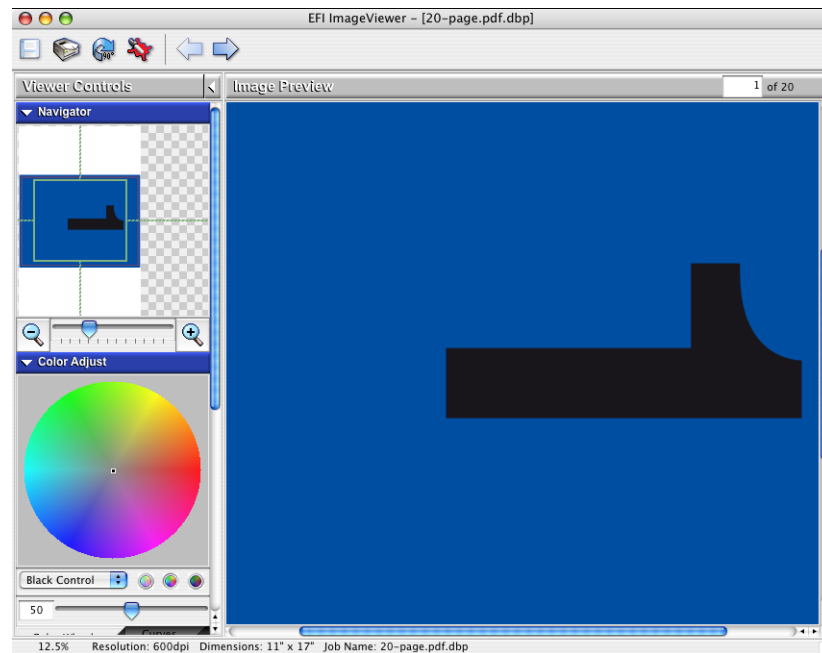 EFI ImageViewer – [20-page.pdf.dbp]
90°
Viewer Controls
Image Preview
1 of 20
Navigator
Color Adjust
Black Control
50
Curves
12.5% Resolution: 600dpi Dimensions: 11" x 17" Job Name: 20-page.pdf.dbp